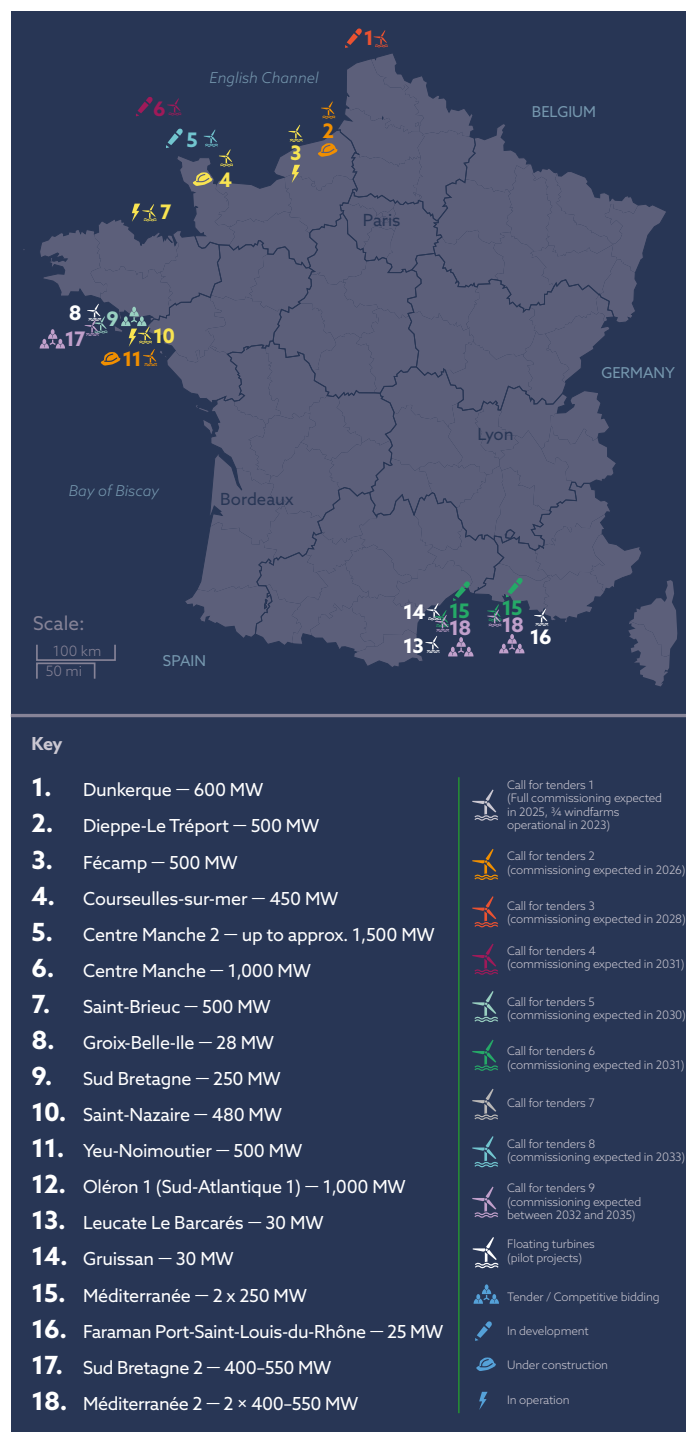 1
English Channel
6
BELGIUM
2
5
3
4
Paris
7
8
9
17
10
11
GERMANY
Lyon
Bay of Biscay
Bordeaux
14
15
15
18
18
16
13
Scale:
100 km
50 mi
SPAIN
Key
1. Dunkerque — 600 MW
2. Dieppe-Le Tréport — 500 MW
3. Fécamp — 500 MW
4. Courseulles-sur-mer — 450 MW
5. Centre Manche 2 — up to approx. 1,500 MW
6. Centre Manche — 1,000 MW
7. Saint-Brieuc — 500 MW
8. Groix-Belle-Ile — 28 MW
9. Sud Bretagne — 250 MW
10. Saint-Nazaire — 480 MW
11. Yeu-Noimoutier — 500 MW
12. Oléron 1 (Sud-Atlantique 1) — 1,000 MW
13. Leucate Le Barcarés — 30 MW
14. Gruissan — 30 MW
15. Méditerranée — 2 x 250 MW
16. Faraman Port-Saint-Louis-du-Rhône — 25 MW
17. Sud Bretagne 2 — 400–550 MW
18. Méditerranée 2 — 2 × 400–550 MW
Call for tenders 1
(Full commissioning expected
in 2025, ¾ windfarms
operational in 2023)
Call for tenders 2
(commissioning expected in 2026)
Call for tenders 3
(commissioning expected in 2028)
Call for tenders 4
(commissioning expected in 2031)
Call for tenders 5
(commissioning expected in 2030)
Call for tenders 6
(commissioning expected in 2031)
Call for tenders 7
Call for tenders 8
(commissioning expected in 2033)
Call for tenders 9
(commissioning expected
between 2032 and 2035)
Floating turbines
(pilot projects)
Tender / Competitive bidding
In development
Under construction
In operation